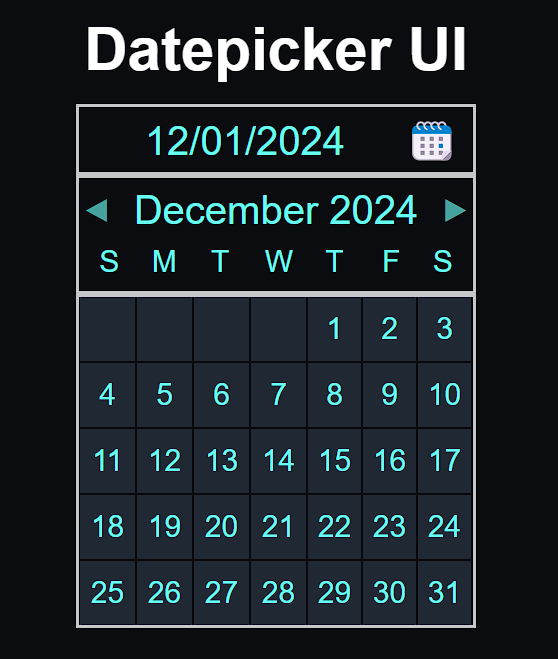 Datepicker UI
12/01/2024
December 2024
S M T W T F S
1 2 3
4 5 6 7 8 9 10
11 12 13 14 15 16 17
18 19 20 21 22 23 24
25 26 27 28 29 30 31